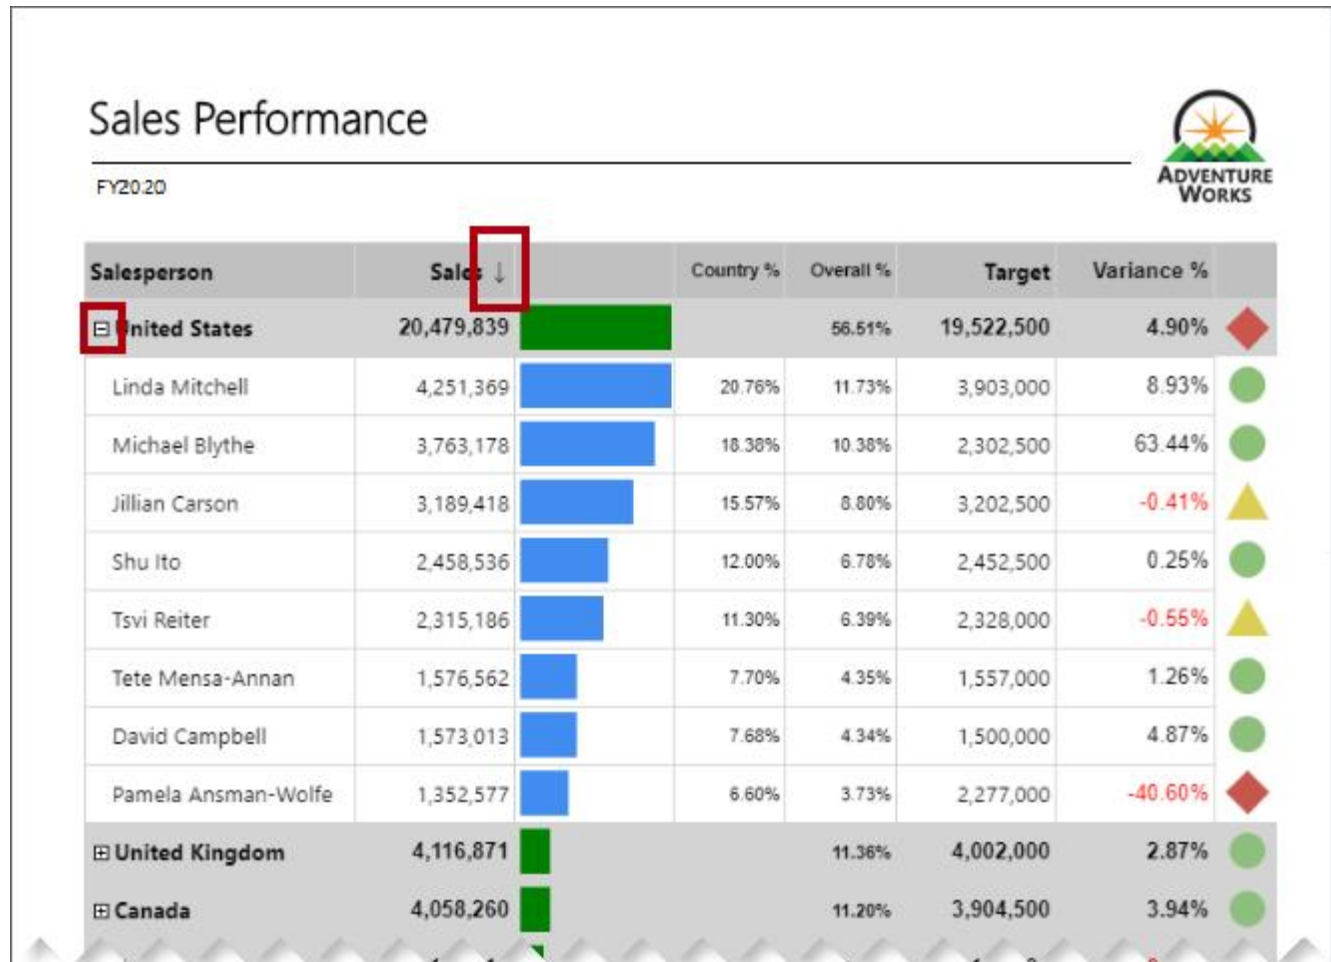 Sales Performance
ADVENTURE
WORKS
FY2020
Salesperson Sales ↓ Country % Overall % Target Variance %
United States 20,479,839 56.51% 19,522,500 4.90%
Linda Mitchell 4,251,369 20.76% 11.73% 3,903,000 8.93%
Michael Blythe 3,763,178 18.38% 10.38% 2,302,500 63.44%
Jillian Carson 3,189,418 15.57% 8.80% 3,202,500 -0.41%
Shu Ito 2,458,536 12.00% 6.78% 2,452,500 0.25%
Tsvi Reiter 2,315,186 11.30% 6.39% 2,328,000 -0.55%
Tete Mensa-Annan 1,576,562 7.70% 4.35% 1,557,000 1.26%
David Campbell 1,573,013 7.68% 4.34% 1,500,000 4.87%
Pamela Ansman-Wolfe 1,352,577 6.60% 3.73% 2,277,000 -40.60%
United Kingdom 4,116,871 11.36% 4,002,000 2.87%
Canada 4,058,260 11.20% 3,904,500 3.94%